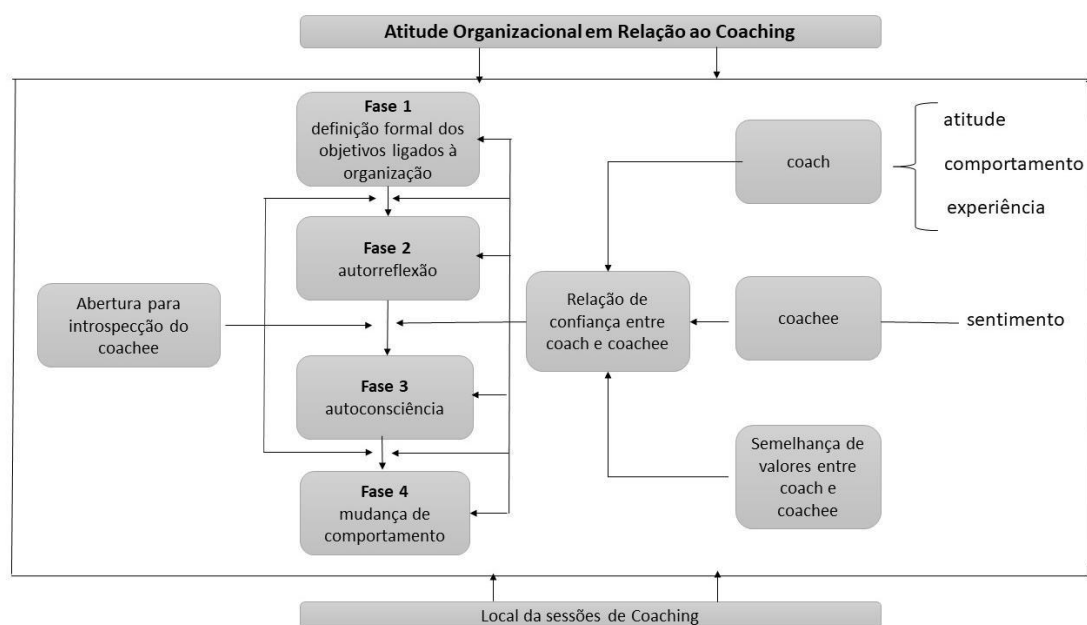 Atitude Organizacional em Relação ao Coaching
Fase 1
definição formal dos
objetivos ligados à
organização
Fase 2
autorreflexão
Abertura para
introspecção do
coachee
Fase 3
autoconsciência
Fase 4
mudança de
comportamento
Relação de
confiança entre
coach e coachee
coach
atitude
comportamento
experiência
coachee
sentimento
Semelhança de
valores entre
coach e
coachee
Local da sessões de Coaching